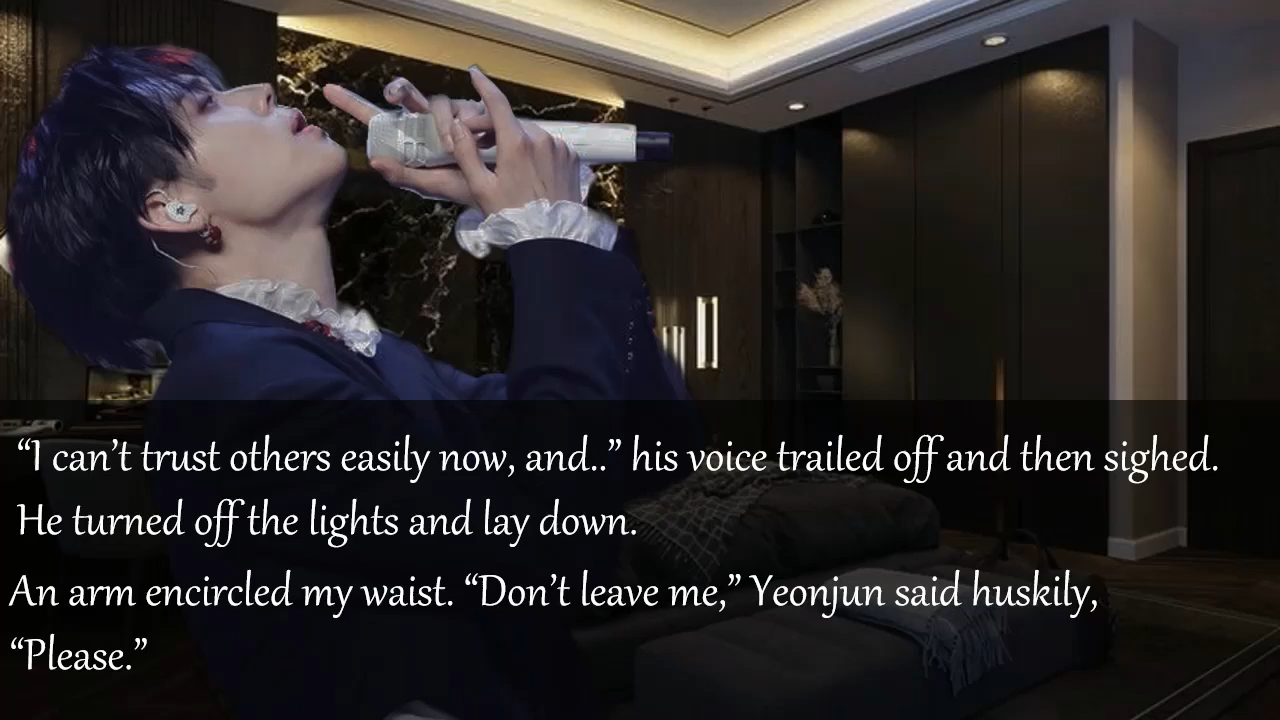 “I can’t trust others easily now, and..” his voice trailed off and then sighed.
He turned off the lights and lay down.
An arm encircled my waist. “Don’t leave me,” Yeonjun said huskily,
“Please.”